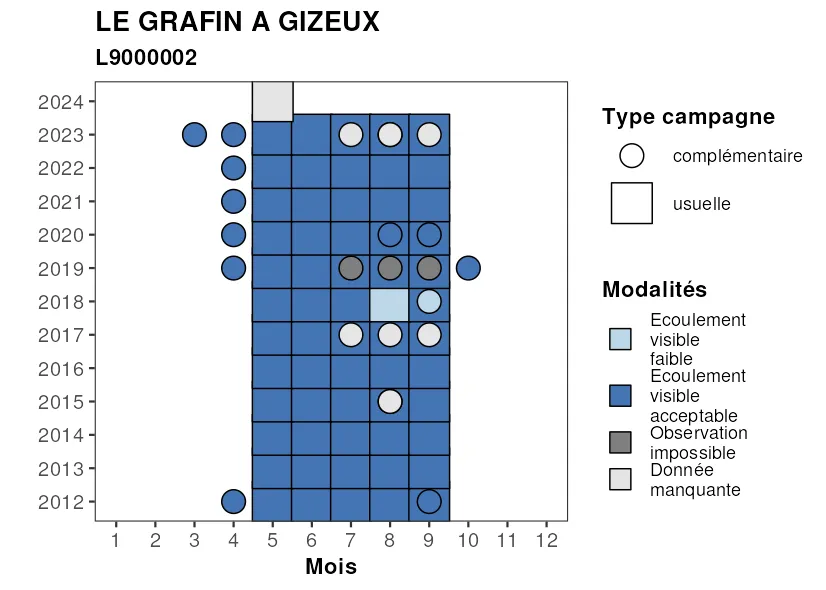 LE GRAFIN A GIZEUX
L9000002
2024
2023
2022
2021
2020
2019
2018
2017
2016
2015
2014
2013
2012
1 2 3 4 5 6 7 8 9 10 11 12
Mois
Type campagne
complémentaire
usuelle
Modalités
Ecoulement
visible
faible
Ecoulement
visible
acceptable
Observation
impossible
Donnée
manquante